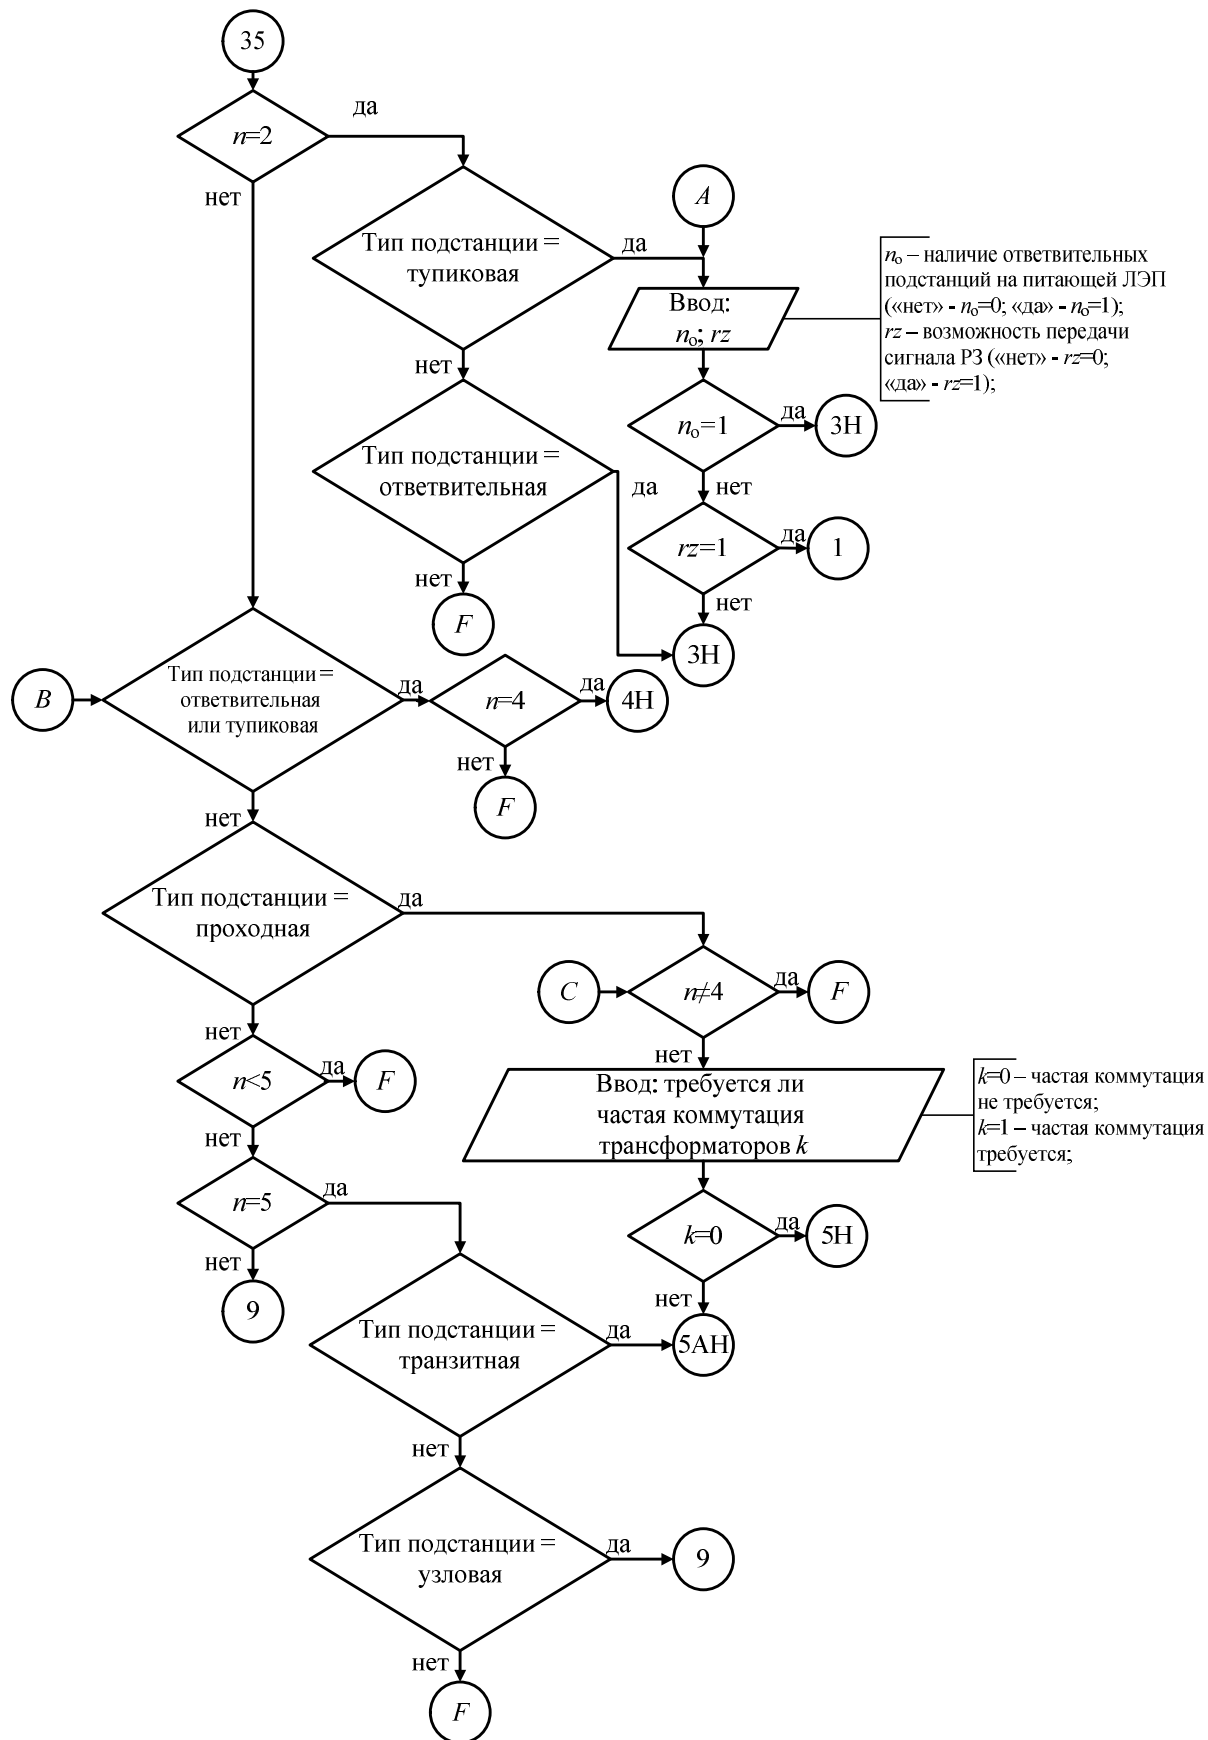 35
да
n=2
нет
Тип подстанции =
тупиковая
да
нет
A
Ввод:
nо; rz
nо – наличие ответвительных
подстанций на питающей ЛЭП
(«нет» - nо=0; «да» - nо=1);
rz – возможность передачи
сигнала РЗ («нет» - rz=0;
«да» - rz=1);
nо=1
да
3Н
нет
Тип подстанции =
ответвительная
да
нет
F
rz=1
да
1
нет
3Н
B
Тип подстанции =
ответвительная
или тупиковая
да
n=4
да
4Н
нет
F
нет
Тип подстанции =
проходная
да
C
n≠4
да
F
нет
нет
n<5
да
F
нет
Ввод: требуется ли
частая коммутация
трансформаторов k
k=0 – частая коммутация
не требуется;
k=1 – частая коммутация
требуется;
n=5
да
нет
9
k=0
да
5Н
нет
5АН
Тип подстанции =
транзитная
да
нет
Тип подстанции =
узловая
да
9
нет
F